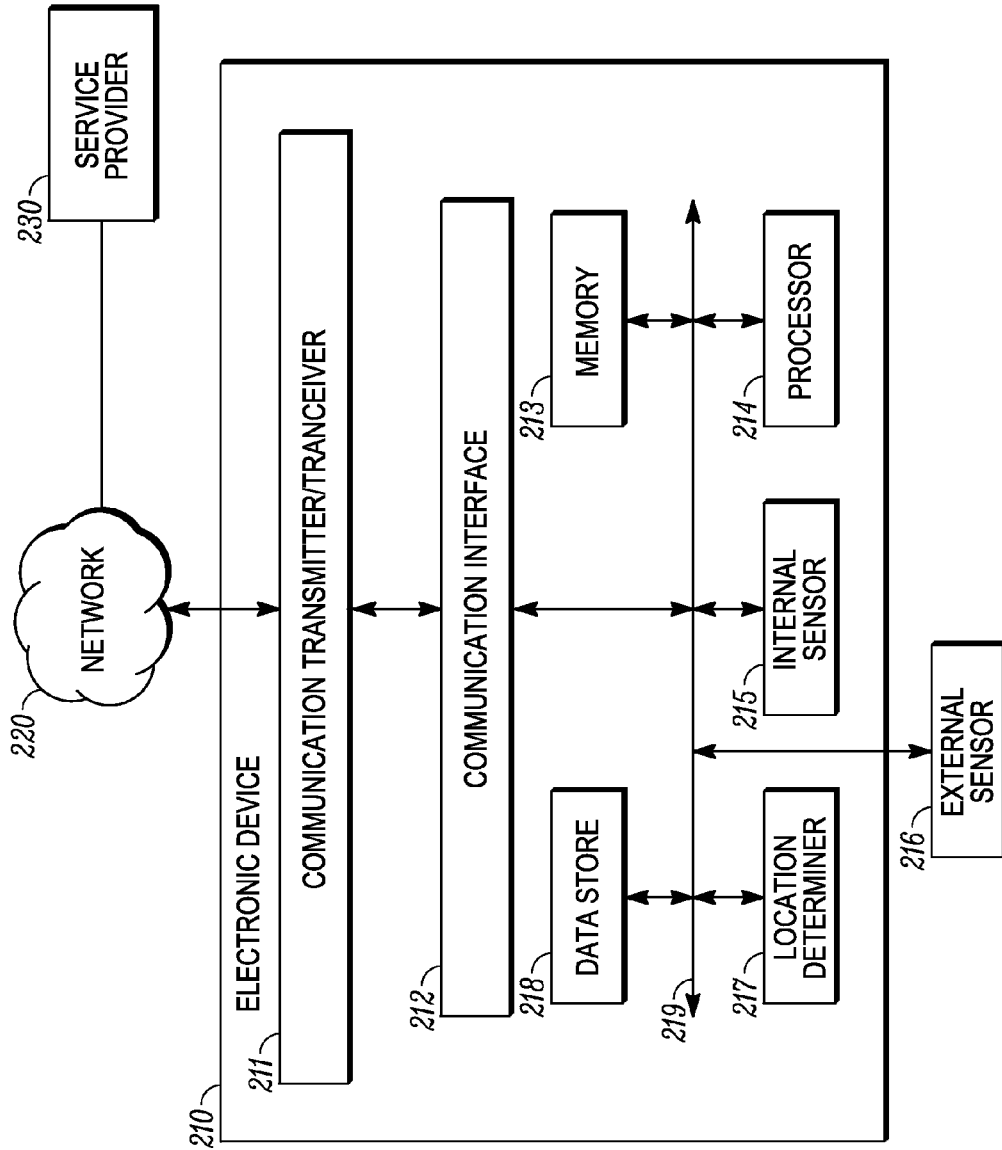 230
SERVICE
PROVIDER
220
NETWORK
210
ELECTRONIC DEVICE
211
COMMUNICATION TRANSMITTER/TRANCEIVER
212
COMMUNICATION INTERFACE
218
DATA STORE
213
MEMORY
219
217
LOCATION
DETERMINER
215
INTERNAL
SENSOR
214
PROCESSOR
216
EXTERNAL
SENSOR